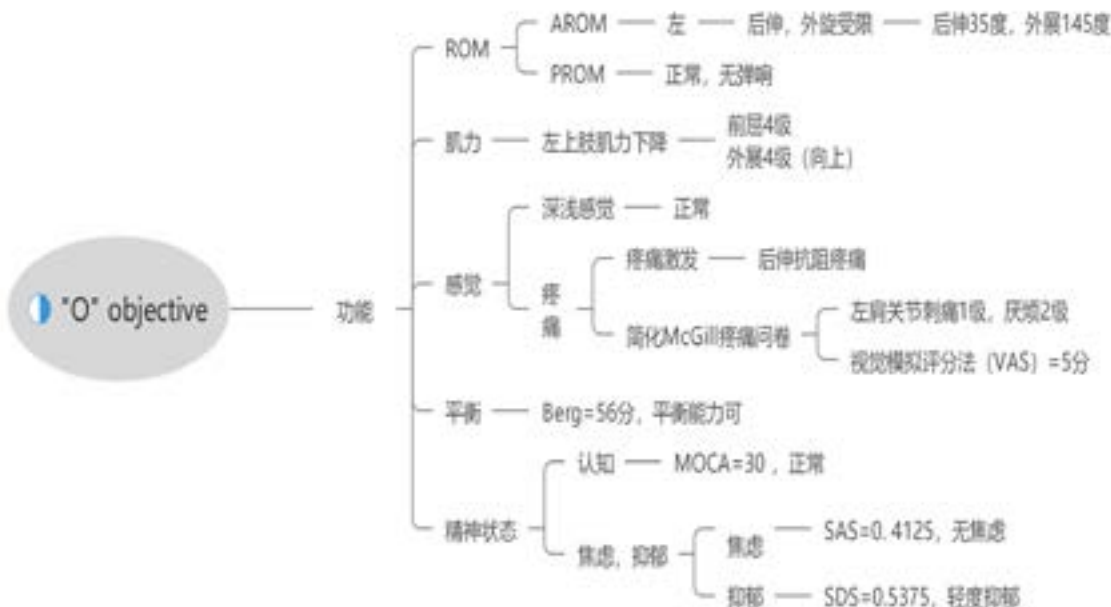 "O" objective
功能
ROM
AROM
左
后伸，外旋受限
后伸35度，外展145度
PROM
正常，无弹响
肌力
左上肢肌力下降
前屈4级
外展4级（向上）
感觉
深浅感觉
正常
疼
痛
疼痛激发
后伸抗阻疼痛
简化McGill疼痛问卷
左肩关节刺痛1级，厌烦2级
视觉模拟评分法（VAS）=5分
平衡
Berg=56分，平衡能力可
精神状态
认知
MOCA=30 ，正常
焦虑，抑郁
焦虑
SAS=0. 4125，无焦虑
抑郁
SDS=0.5375，轻度抑郁